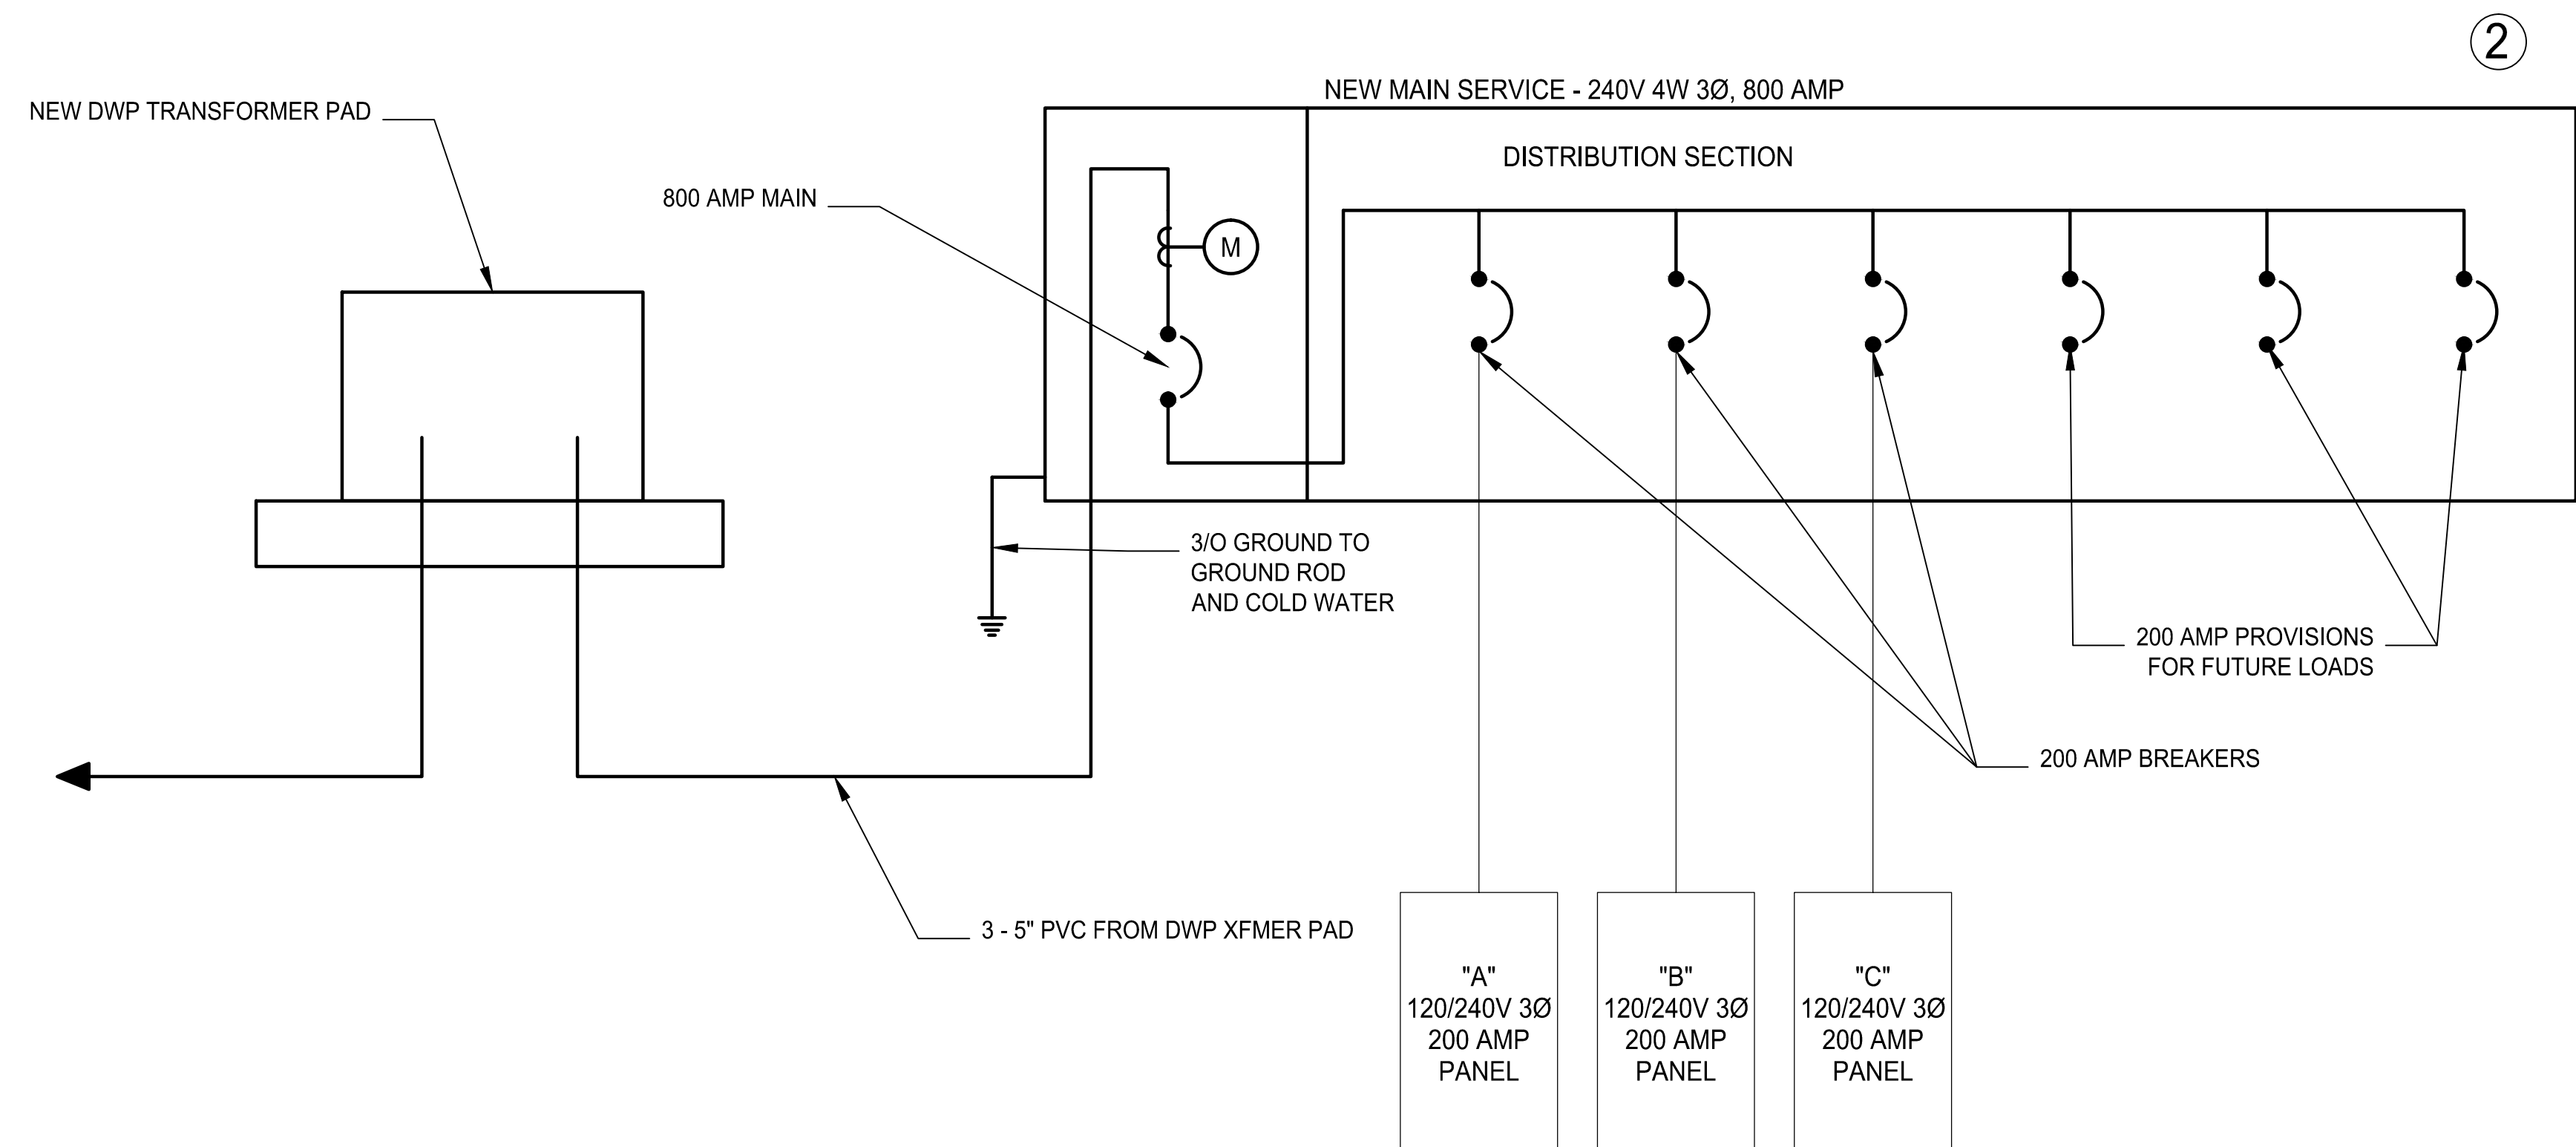 2
NEW MAIN SERVICE - 240V 4W 3Ø, 800 AMP
NEW DWP TRANSFORMER PAD
DISTRIBUTION SECTION
800 AMP MAIN
M
3/O GROUND TO
GROUND ROD
AND COLD WATER
200 AMP PROVISIONS
FOR FUTURE LOADS
200 AMP BREAKERS
3 - 5" PVC FROM DWP XFMER PAD
"A"
120/240V 3Ø
200 AMP
PANEL
"B"
120/240V 3Ø
200 AMP
PANEL
"C"
120/240V 3Ø
200 AMP
PANEL